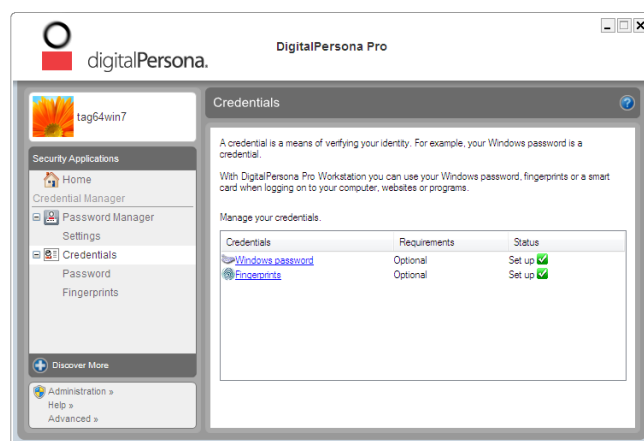 DigitalPersona Pro
digitalPersona.
tag64win7
Security Applications
Home
Credential Manager
Password Manager
Settings
Credentials
Password
Fingerprints
Discover More
Administration »
Help »
Advanced »
Credentials
?
A credential is a means of verifying your identity. For example, your Windows password is a
credential.
With DigitalPersona Pro Workstation you can use your Windows password, fingerprints or a smart
card when logging on to your computer, websites or programs.
Manage your credentials.
Credentials Requirements Status
Windows password Optional Set up
Fingerprints Optional Set up